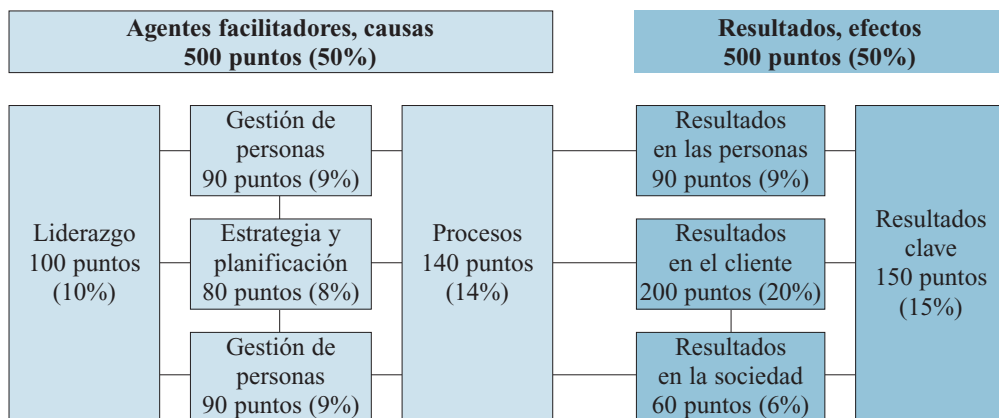 Agentes facilitadores, causas
500 puntos (50%)
Resultados, efectos
500 puntos (50%)
Liderazgo
100 puntos
(10%)
Gestión de
personas
90 puntos (9%)
Estrategia y
planificación
80 puntos (8%)
Gestión de
personas
90 puntos (9%)
Procesos
140 puntos
(14%)
Resultados
en las personas
90 puntos (9%)
Resultados
en el cliente
200 puntos (20%)
Resultados
en la sociedad
60 puntos (6%)
Resultados
clave
150 puntos
(15%)